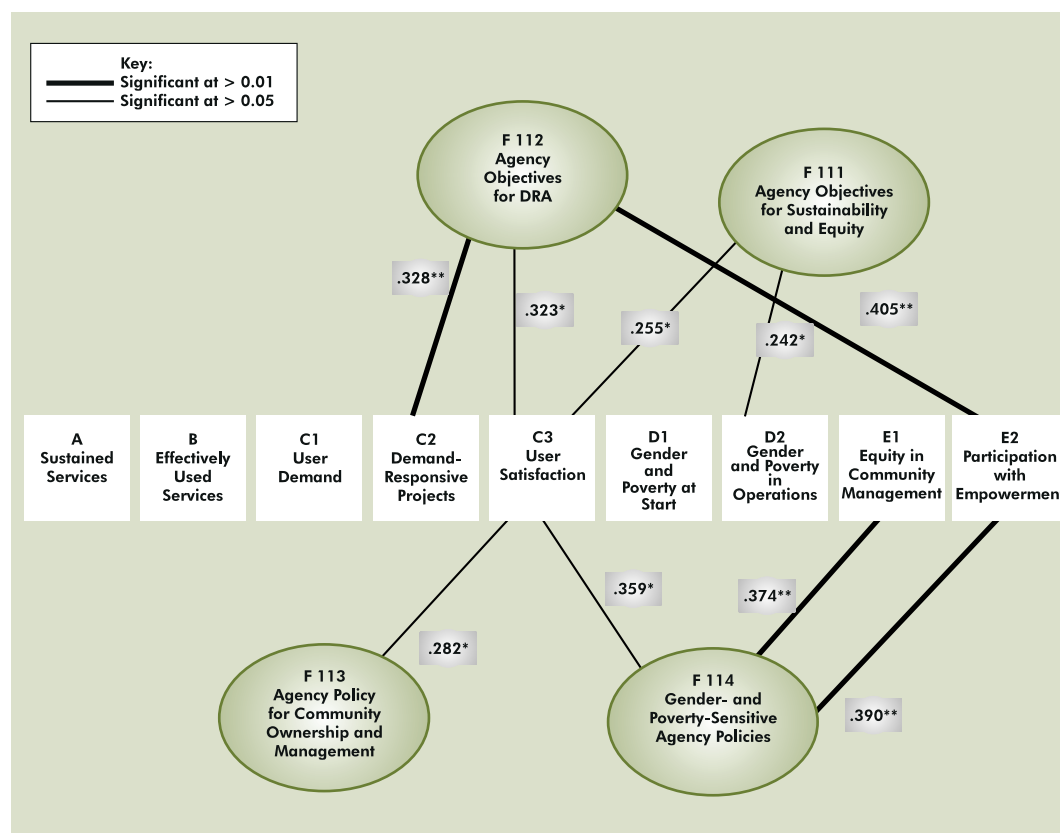 Key:
Significant at > 0.01
Significant at > 0.05
F 112
Agency
Objectives
for DRA
F 111
Agency Objectives
for Sustainability
and Equity
.328**
.323*
.255*
.242*
.405**
A
Sustained
Services
B
Effectively
Used
Services
C1
User
Demand
C2
Demand-
Responsive
Projects
C3
User
Satisfaction
D1
Gender
and
Poverty at
Start
D2
Gender
and Poverty
in
Operations
E1
Equity in
Community
Management
E2
Participation
with
Empowermen
.359*
.374**
.282*
.390**
F 113
Agency Policy
for Community
Ownership and
Management
F 114
Gender- and
Poverty-Sensitive
Agency Policies